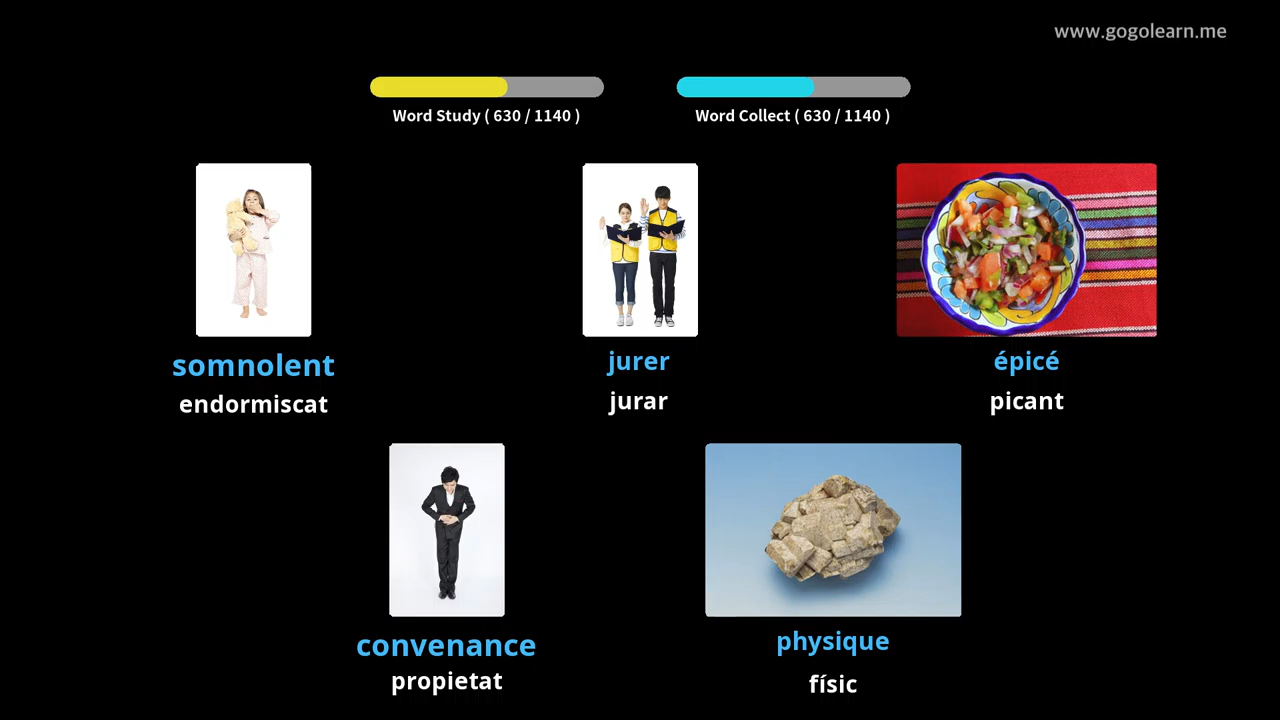 www.gogolearn.me
Word Study ( 630 / 1140 )
Word Collect ( 630 / 1140 )
somnolent
endormiscat
jurer
jurar
épicé
picant
convenance
propietat
physique
físic